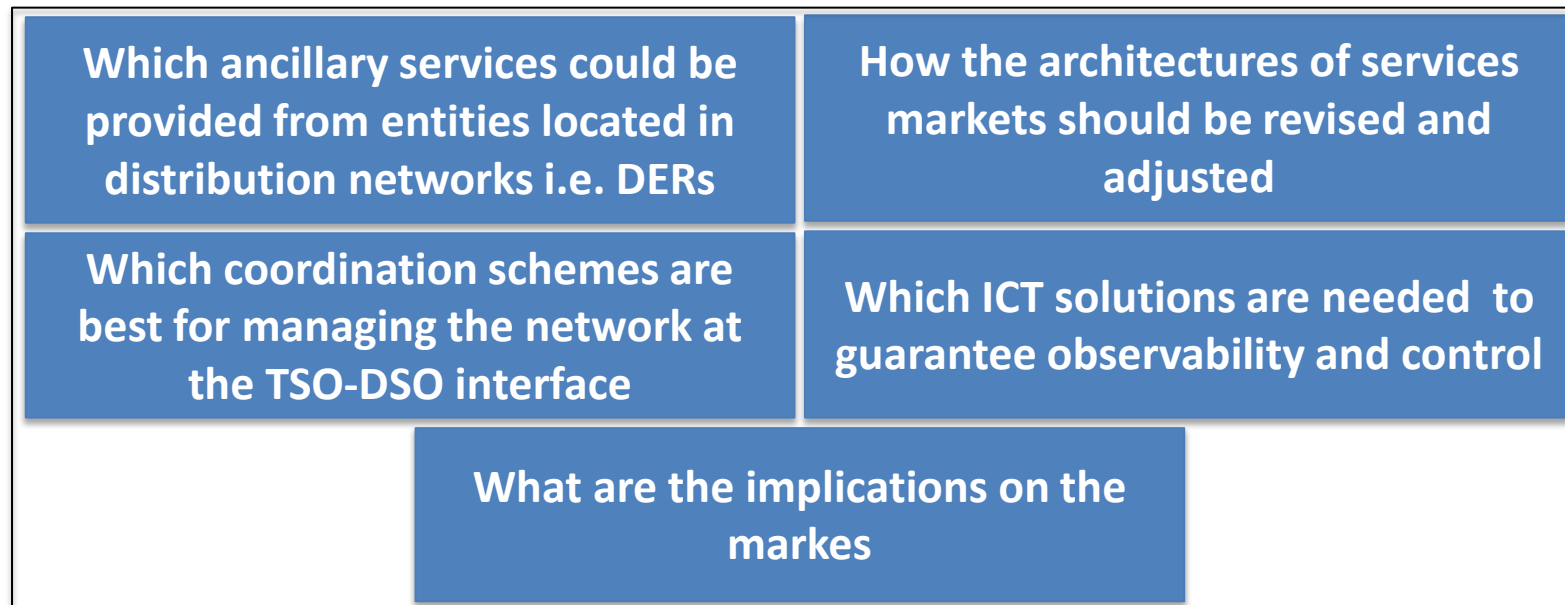 Which ancillary services could be
provided from entities located in
distribution networks i.e. DERs
How the architectures of services
markets should be revised and
adjusted
Which coordination schemes are
best for managing the network at
the TSO-DSO interface
Which ICT solutions are needed  to
guarantee observability and control
What are the implications on the
markes